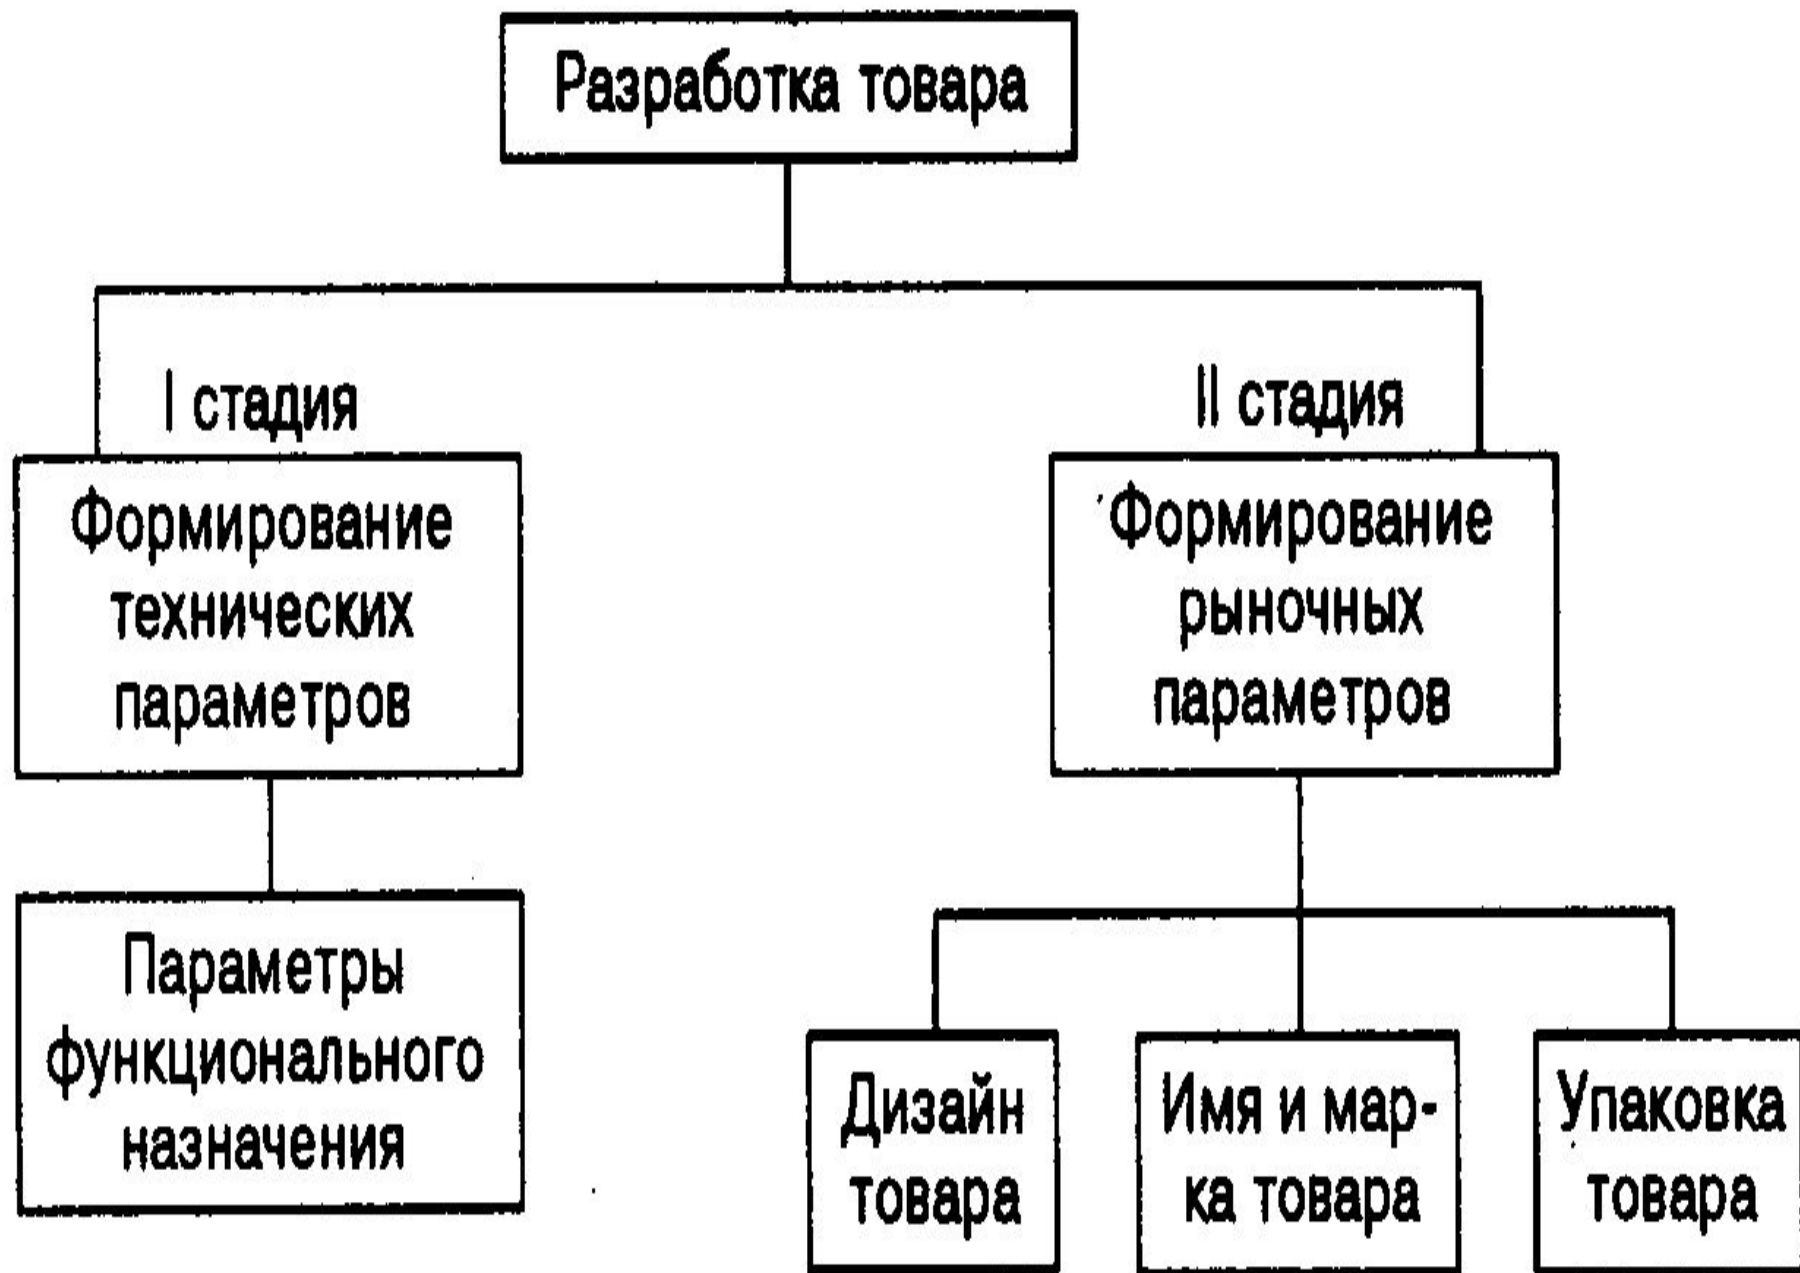 Разработка товара
I стадия
Формирование
технических
параметров
Параметры
функционального
назначения
II стадия
Формирование
рыночных
параметров
Дизайн
товара
Имя и мар-
ка товара
Упаковка
товара